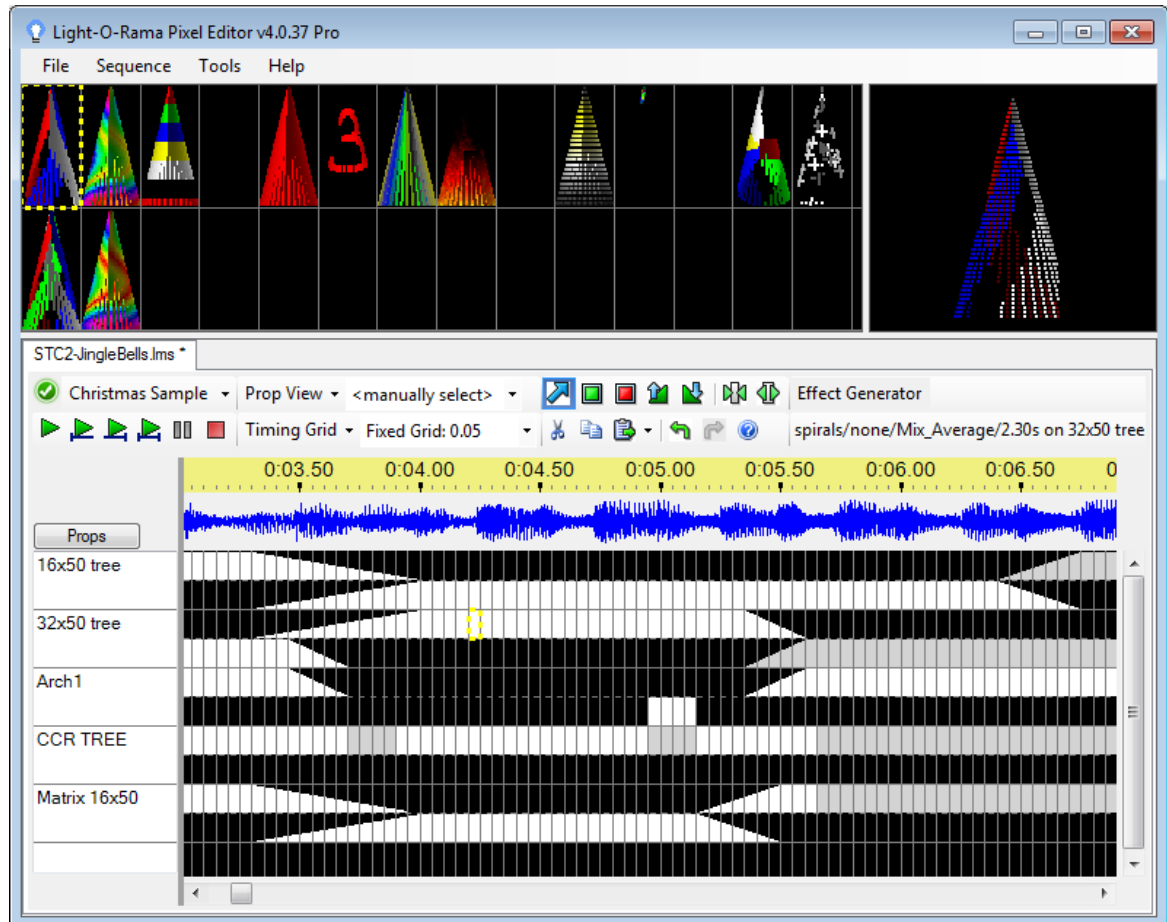 Light-O-Rama Pixel Editor v4.0.37 Pro
File Sequence Tools Help
3
STC2-JingleBells.lms *
Christmas Sample Prop View <manually select> Effect Generator
Timing Grid Fixed Grid: 0.05 spirals/none/Mix_Average/2.30s on 32x50 tree
0:03.50 0:04.00 0:04.50 0:05.00 0:05.50 0:06.00 0:06.50 0
Props
16x50 tree
32x50 tree
Arch1
CCR TREE
Matrix 16x50